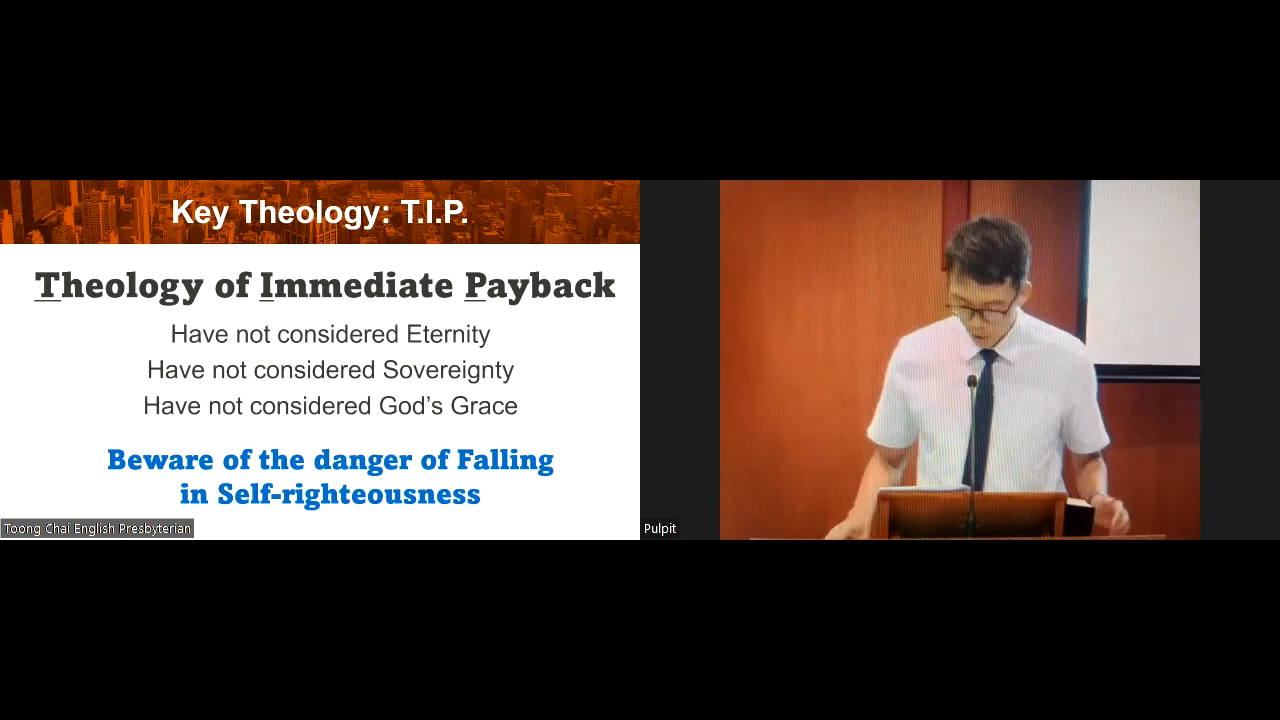 Key Theology: T.I.P.
Theology of Immediate Payback
Have not considered Eternity
Have not considered Sovereignty
Have not considered God's Grace
Beware of the danger of Falling
in Self-righteousness
Toong Chai English Presbyterian
Pulpit